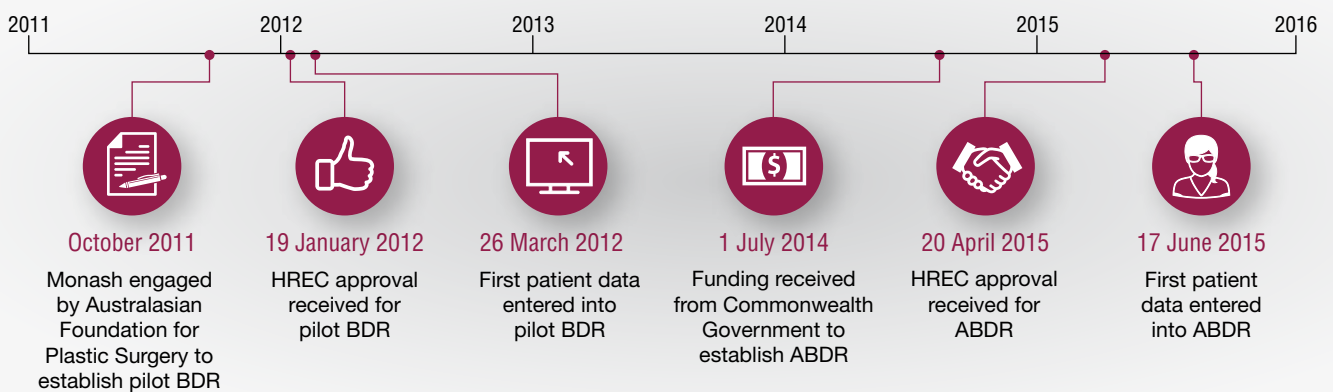 2011 2012 2013 2014 2015 2016
$
October 2011
Monash engaged
by Australasian
Foundation for
Plastic Surgery to
establish pilot BDR
19 January 2012
HREC approval
received for
pilot BDR
26 March 2012
First patient data
entered into
pilot BDR
1 July 2014
Funding received
from Commonwealth
Government to
establish ABDR
20 April 2015
HREC approval
received for
ABDR
17 June 2015
First patient
data entered
into ABDR